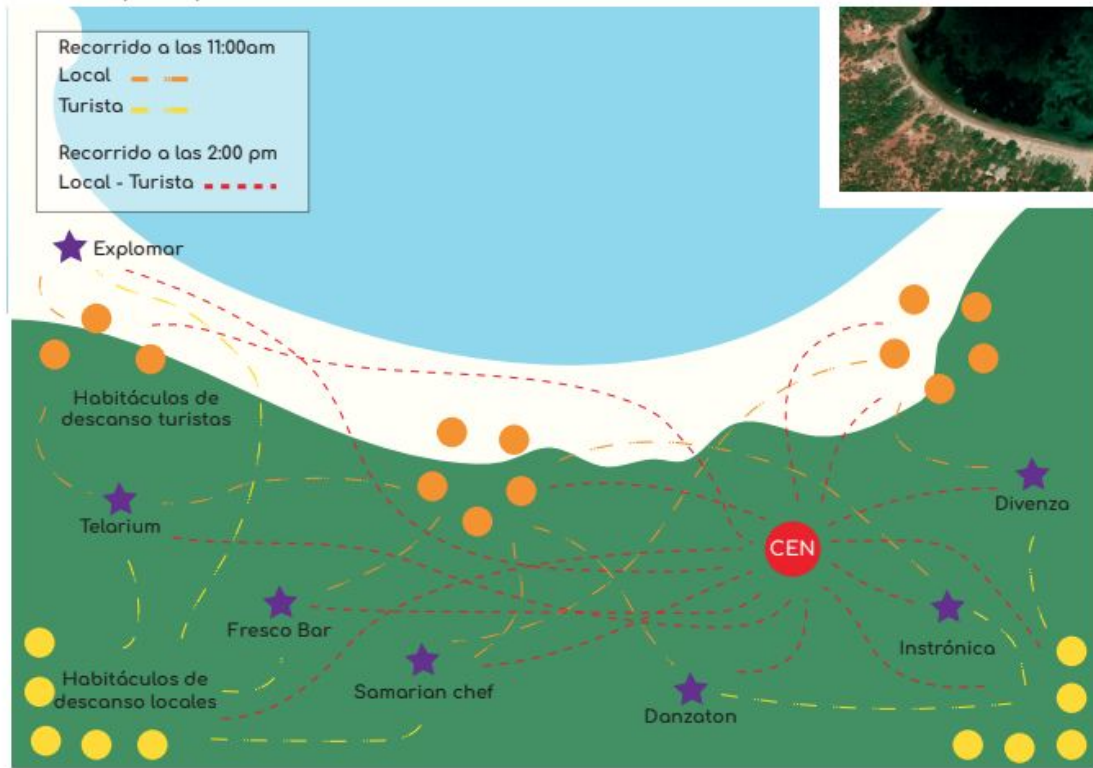 Recorrido a las 11:00am
Local
Turista
Recorrido a las 2:00 pm
Local - Turista
Explomar
Habitáculos de
descanso turistas
Telarium
Divenza
CEN
Fresco Bar
Instrónica
Habitáculos de
descanso locales
Samarian chef
Danzaton